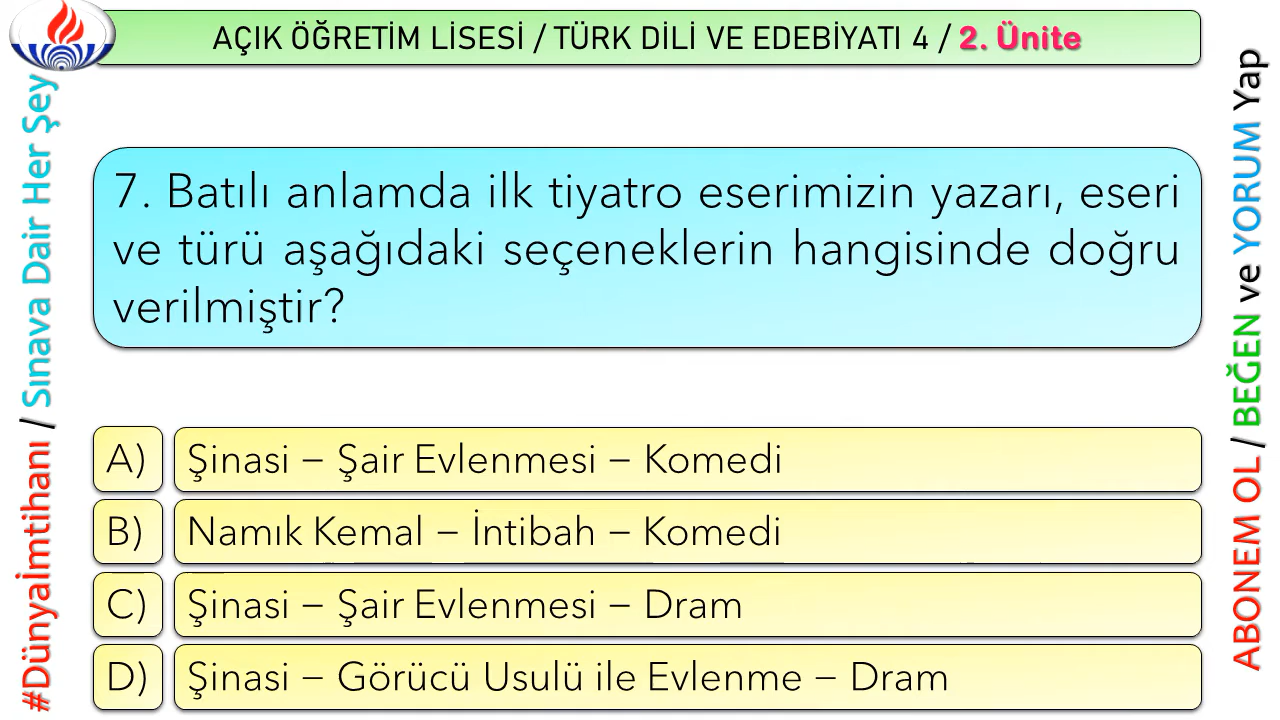 AÇIK ÖĞRETİM LİSESİ / TÜRK DİLİ VE EDEBİYATI 4 / 2. Ünite
#Dünyaİmtihanı / Sınava Dair Her Şey
7. Batılı anlamda ilk tiyatro eserimizin yazarı, eseri
ve türü aşağıdaki seçeneklerin hangisinde doğru
verilmiştir?
A) Şinasi – Şair Evlenmesi – Komedi
B) Namık Kemal – İntibah – Komedi
C) Şinasi – Şair Evlenmesi – Dram
D) Şinasi – Görücü Usulü ile Evlenme – Dram
ABONEM OL / BEĞEN ve YORUM Yap